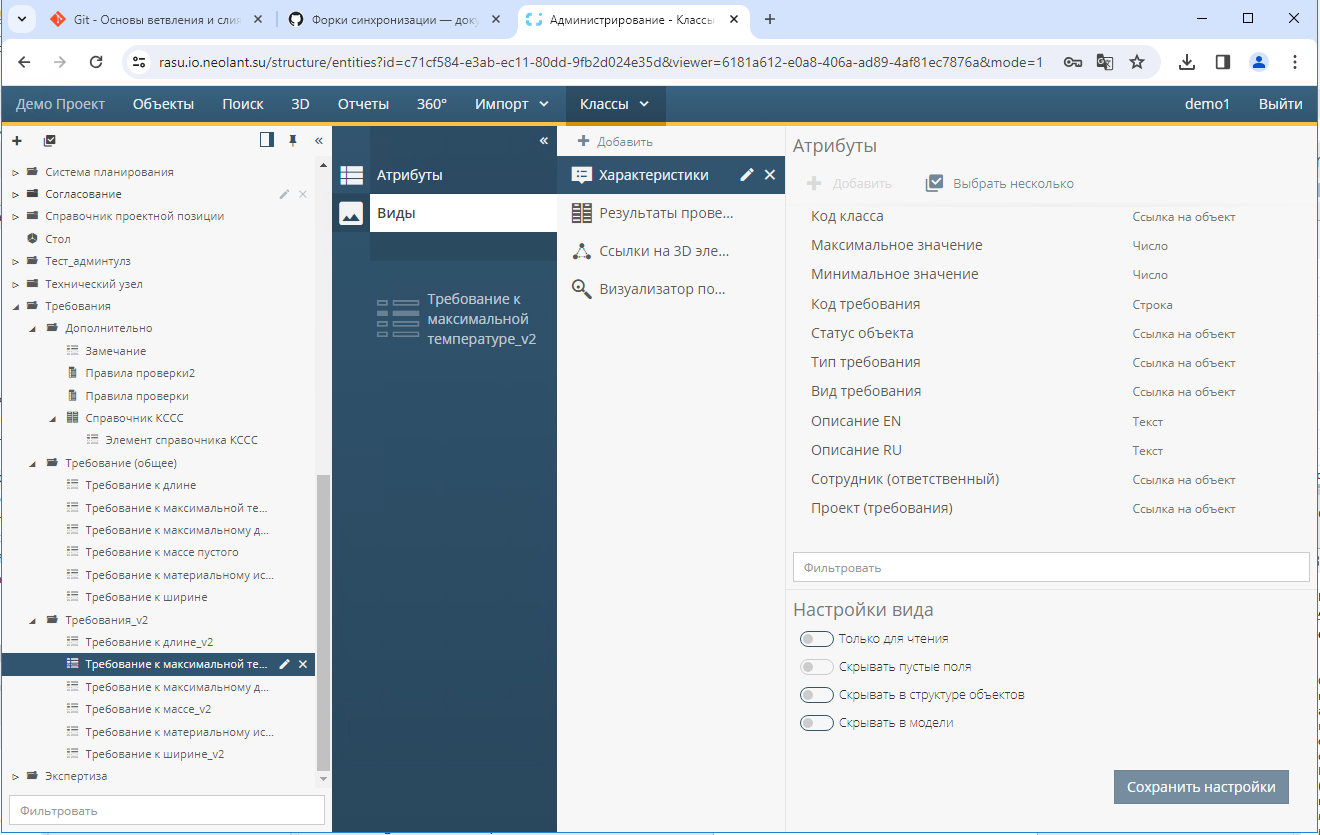 Git - Основы ветвления и сли
Форки синхронизации — доку
Администрирование - Классы
rasu.io.neolant.su/structure/entities?id=c71cf584-e3ab-ec11-80dd-9fb2d024e35d&viewer=6181a612-e0a8-406a-ad89-4af81ec7876a&mode=1
Демо Проект Объекты Поиск 3D Отчеты 360° Импорт Классы demo1 Выйти
Система планирования
Согласование
Справочник проектной позиции
Стол
Тест_админтулз
Технический узел
Требования
Дополнительно
Замечание
Правила проверки2
Правила проверки
Справочник КССС
Элемент справочника КССС
Требование (общее)
Требование к длине
Требование к максимальной те...
Требование к максимальному д...
Требование к массе пустого
Требование к материальному ис...
Требование к ширине
Требования_v2
Требование к длине_v2
Требование к максимальной те...
Требование к максимальному д...
Требование к массе_v2
Требование к материальному ис...
Требование к ширине_v2
Экспертиза
Фильтровать
Атрибуты
Виды
Требование к
максимальной
температуре_v2
Добавить
Характеристики
Результаты прове...
Ссылки на 3D эле...
Визуализатор по...
Атрибуты
Добавить Выбрать несколько
Код класса Ссылка на объект
Максимальное значение Число
Минимальное значение Число
Код требования Строка
Статус объекта Ссылка на объект
Тип требования Ссылка на объект
Вид требования Ссылка на объект
Описание EN Текст
Описание RU Текст
Сотрудник (ответственный) Ссылка на объект
Проект (требования) Ссылка на объект
Фильтровать
Настройки вида
Только для чтения
Скрывать пустые поля
Скрывать в структуре объектов
Скрывать в модели
Сохранить настройки